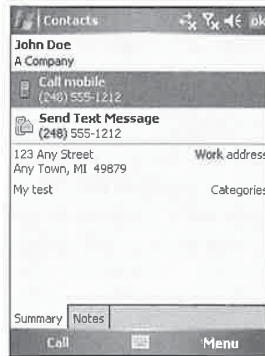 Contacts ok
John Doe
A Company
Call mobile
(248) 555-1212
Send Text Message
(248) 555-1212
123 Any Street Work address
Any Town, MI 49879
My test Categories
Summary Notes
Call Menu